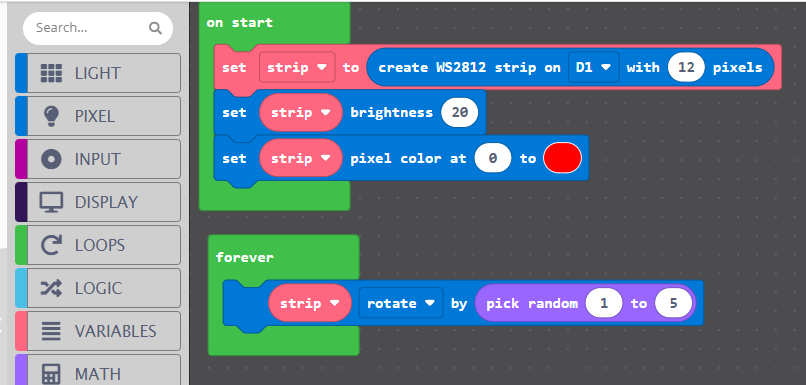 Search...
LIGHT
PIXEL
INPUT
DISPLAY
LOOPS
LOGIC
VARIABLES
MATH
on start
set strip to create WS2812 strip on D1 with 12 pixels
set strip brightness 20
set strip pixel color at 0 to
forever
strip rotate by pick random 1 to 5